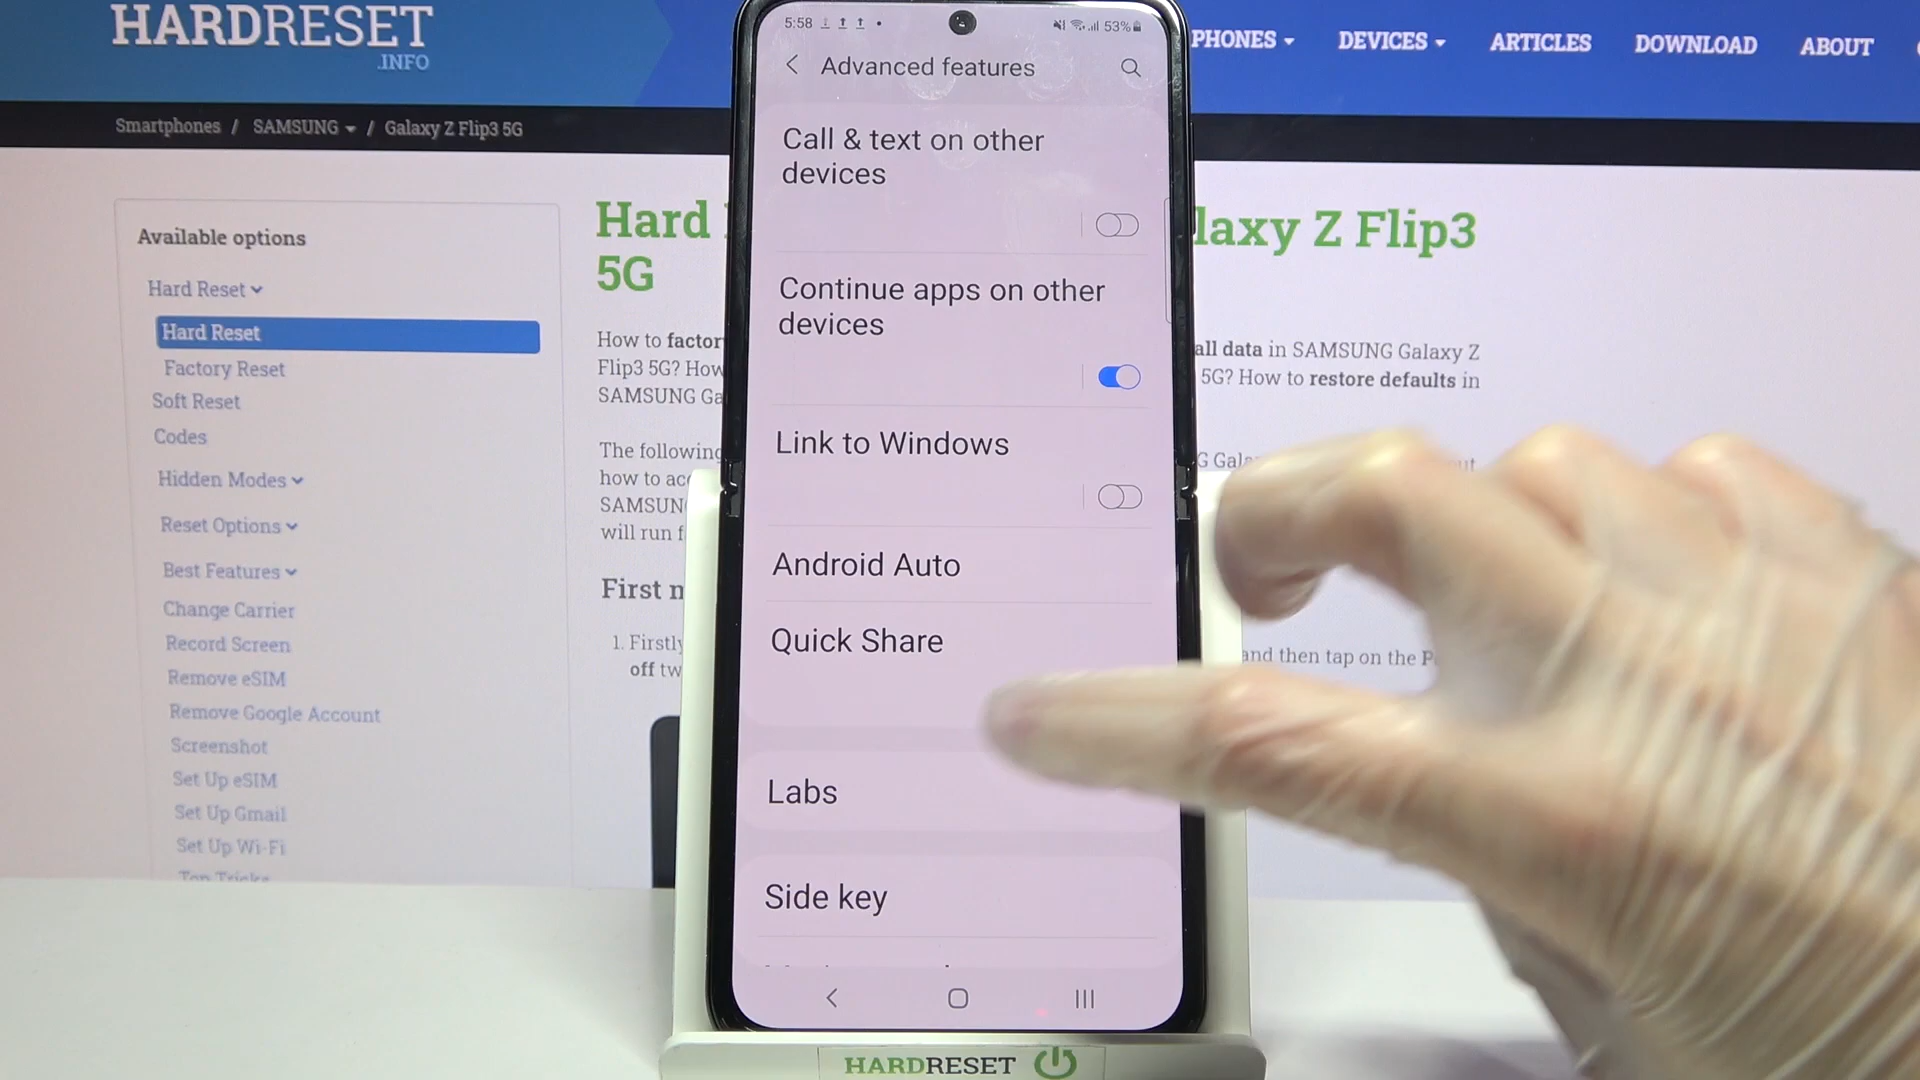 HARDRESET
.INFO
PHONES
DEVICES
ARTICLES
DOWNLOAD
ABOUT
Smartphones / SAMSUNG / Galaxy Z Flip3 5G
Available options
Hard Reset
Hard Reset
Factory Reset
Soft Reset
Codes
Hidden Modes
Reset Options
Best Features
Change Carrier
Record Screen
Remove eSIM
Remove Google Account
Screenshot
Set Up eSIM
Set Up Gmail
Set Up Wi-Fi
Top Tricks
Hard
laxy Z Flip3
5G
How to factor
all data in SAMSUNG Galaxy Z
Flip3 5G? How
5G? How to restore defaults in
SAMSUNG Ga
The following
how to ac
SAMSUN
will run f
First
1. Firstly
off tw
and then tap on the
5:58
53%
Advanced features
Call & text on other
devices
Continue apps on other
devices
Link to Windows
Android Auto
Quick Share
Labs
Side key
HARDRESET